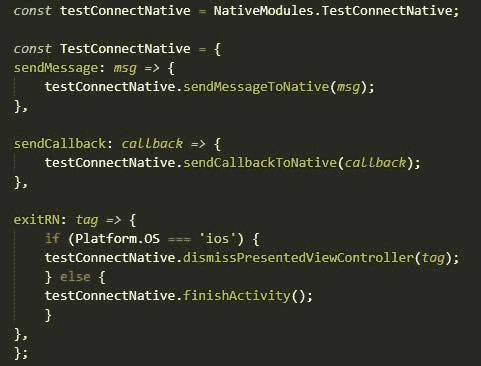 const testConnectNative = NativeModules.TestConnectNative;

const TestConnectNative = {
sendMessage: msg => {
    testConnectNative.sendMessageToNative(msg);
},

sendCallback: callback => {
    testConnectNative.sendCallbackToNative(callback);
},

exitRN: tag => {
    if (Platform.OS === 'ios') {
    testConnectNative.dismissPresentedViewController(tag);
    } else {
    testConnectNative.finishActivity();
    }
},
};